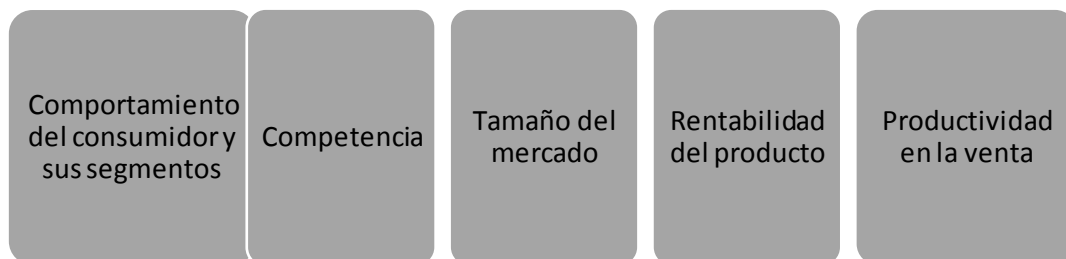 Comportamiento
del consumidor y
sus segmentos
Competencia
Tamaño del
mercado
Rentabilidad
del producto
Productividad
en la venta